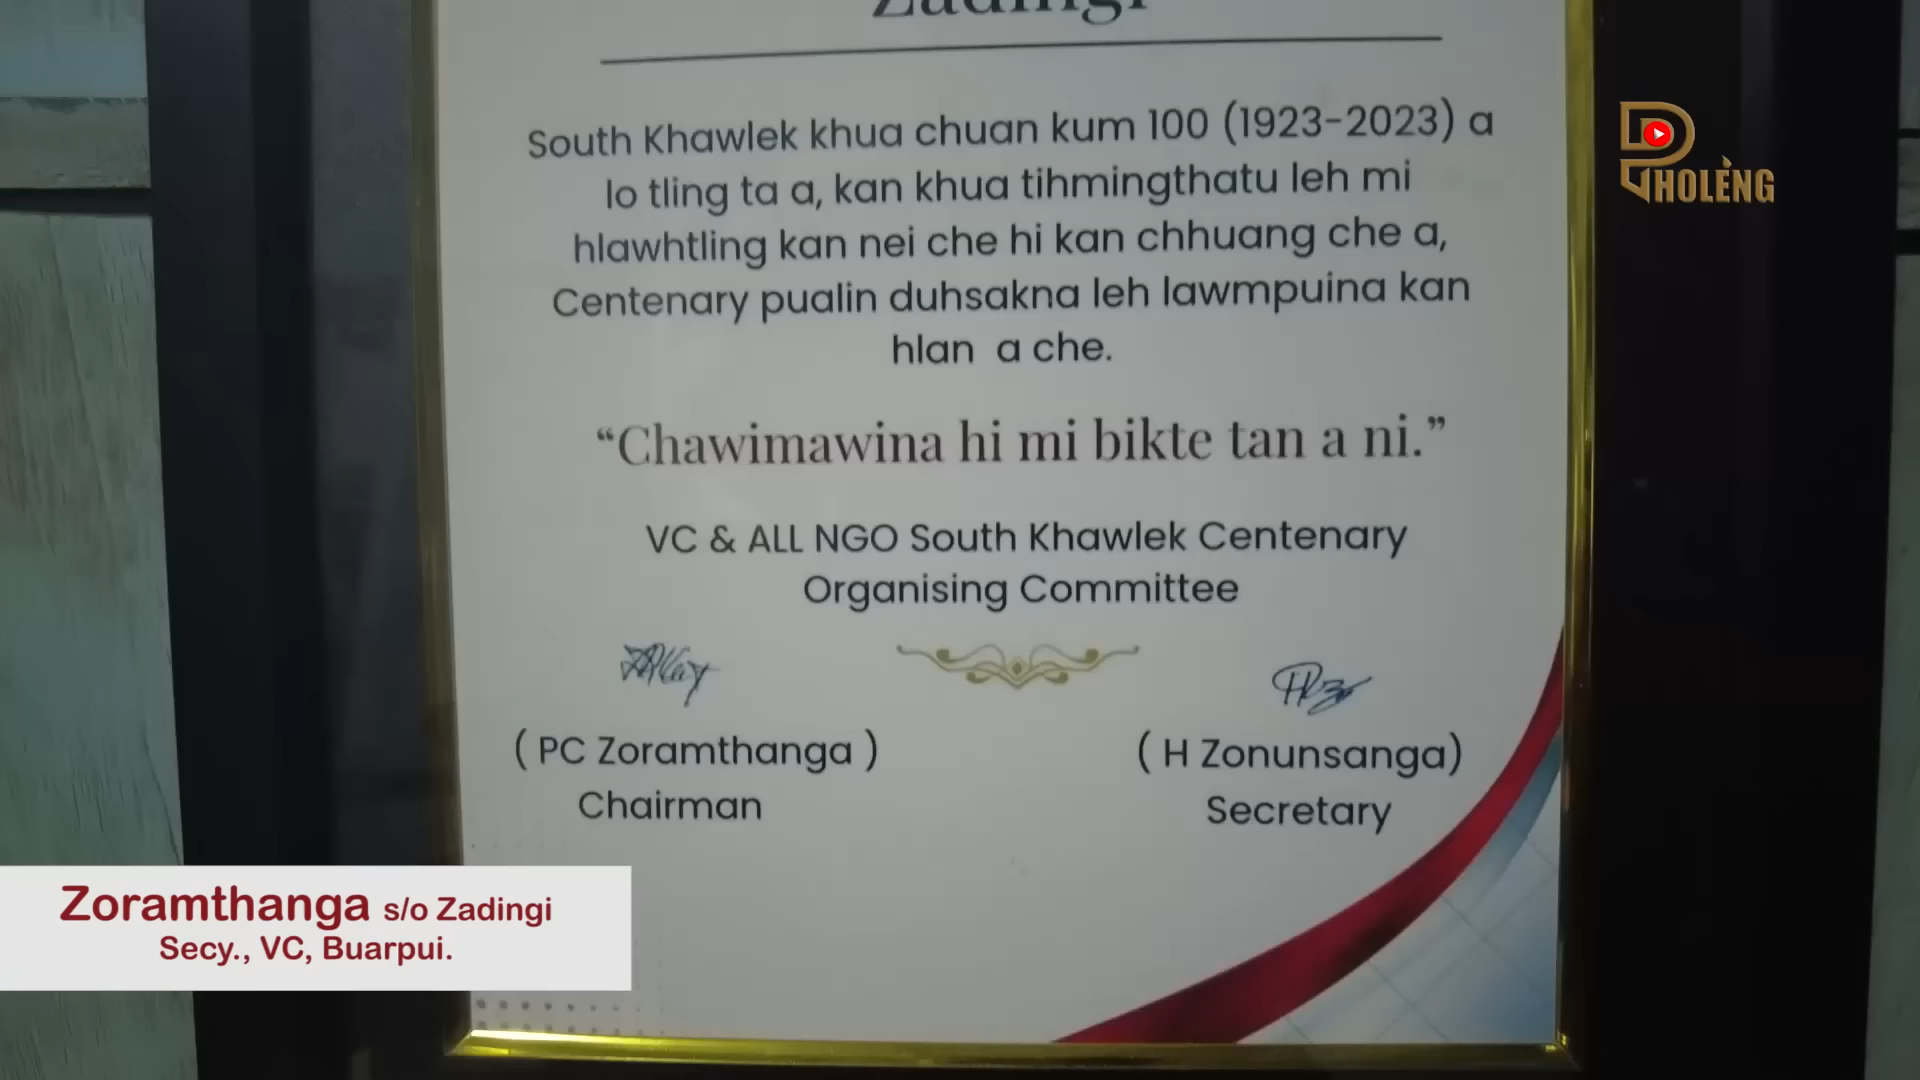 Zadingi
South Khawlek khua chuan kum 100 (1923-2023) a
lo tling ta a, kan khua tihmingthatu leh mi
hlawhtling kan nei che hi kan chhuang che a,
Centenary pualin duhsakna leh lawmpuina kan
hlan a che.
“Chawimawina hi mi bikte tan a ni.”
VC & ALL NGO South Khawlek Centenary
Organising Committee
( PC Zoramthanga )
Chairman
( H Zonunsanga)
Secretary
PHOLÈNG
Zoramthanga s/o Zadingi
Secy., VC, Buarpui.